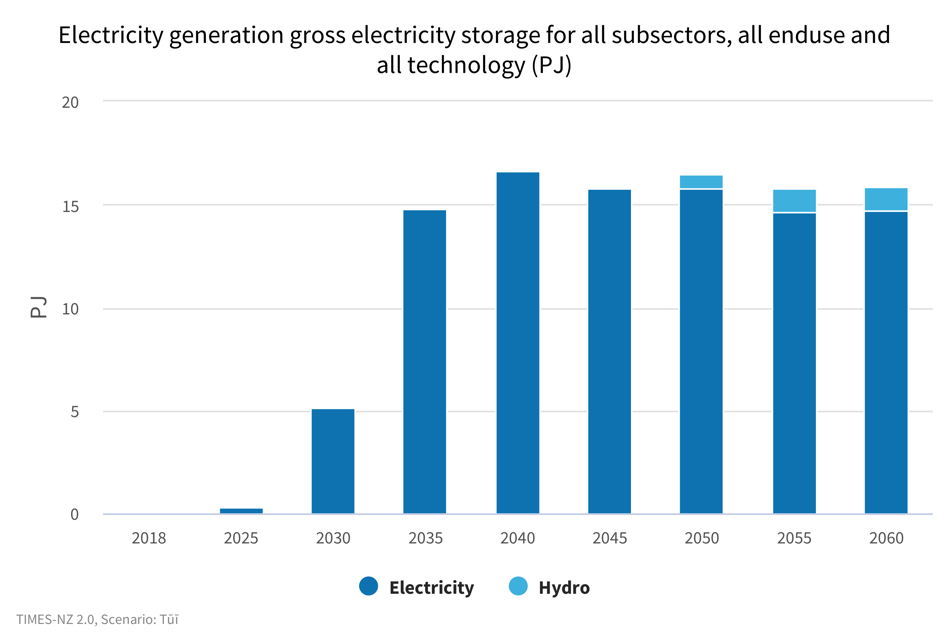 Electricity generation gross electricity storage for all subsectors, all enduse and
all technology (PJ)
20
15
10
5
0
PJ
2018 2025 2030 2035 2040 2045 2050 2055 2060
Electricity Hydro
TIMES-NZ 2.0, Scenario: Tūī